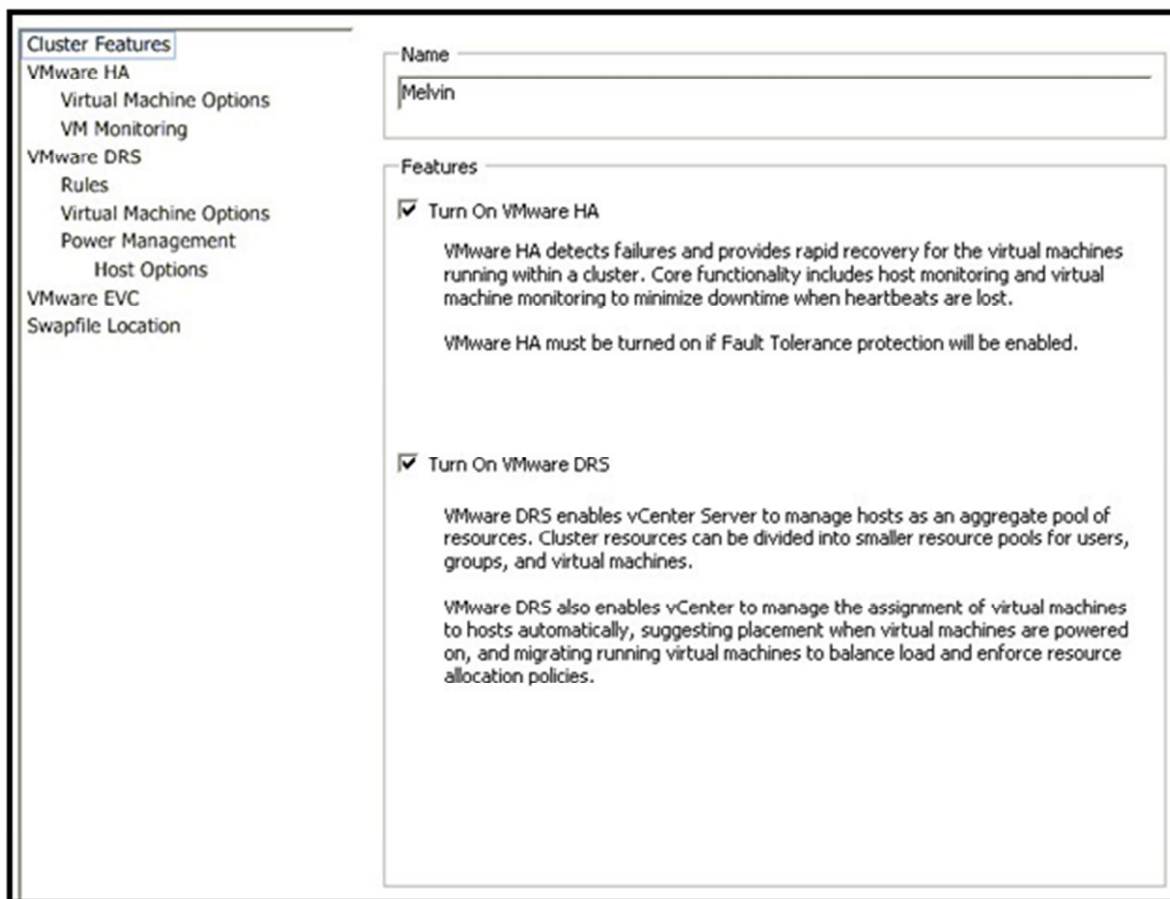 Cluster Features
VMware HA
Virtual Machine Options
VM Monitoring
VMware DRS
Rules
Virtual Machine Options
Power Management
Host Options
VMware EVC
Swapfile Location
Name
Melvin
Features
Turn On VMware HA
VMware HA detects failures and provides rapid recovery for the virtual machines
running within a cluster. Core functionality includes host monitoring and virtual
machine monitoring to minimize downtime when heartbeats are lost.
VMware HA must be turned on if Fault Tolerance protection will be enabled.
Turn On VMware DRS
VMware DRS enables vCenter Server to manage hosts as an aggregate pool of
resources. Cluster resources can be divided into smaller resource pools for users,
groups, and virtual machines.
VMware DRS also enables vCenter to manage the assignment of virtual machines
to hosts automatically, suggesting placement when virtual machines are powered
on, and migrating running virtual machines to balance load and enforce resource
allocation policies.